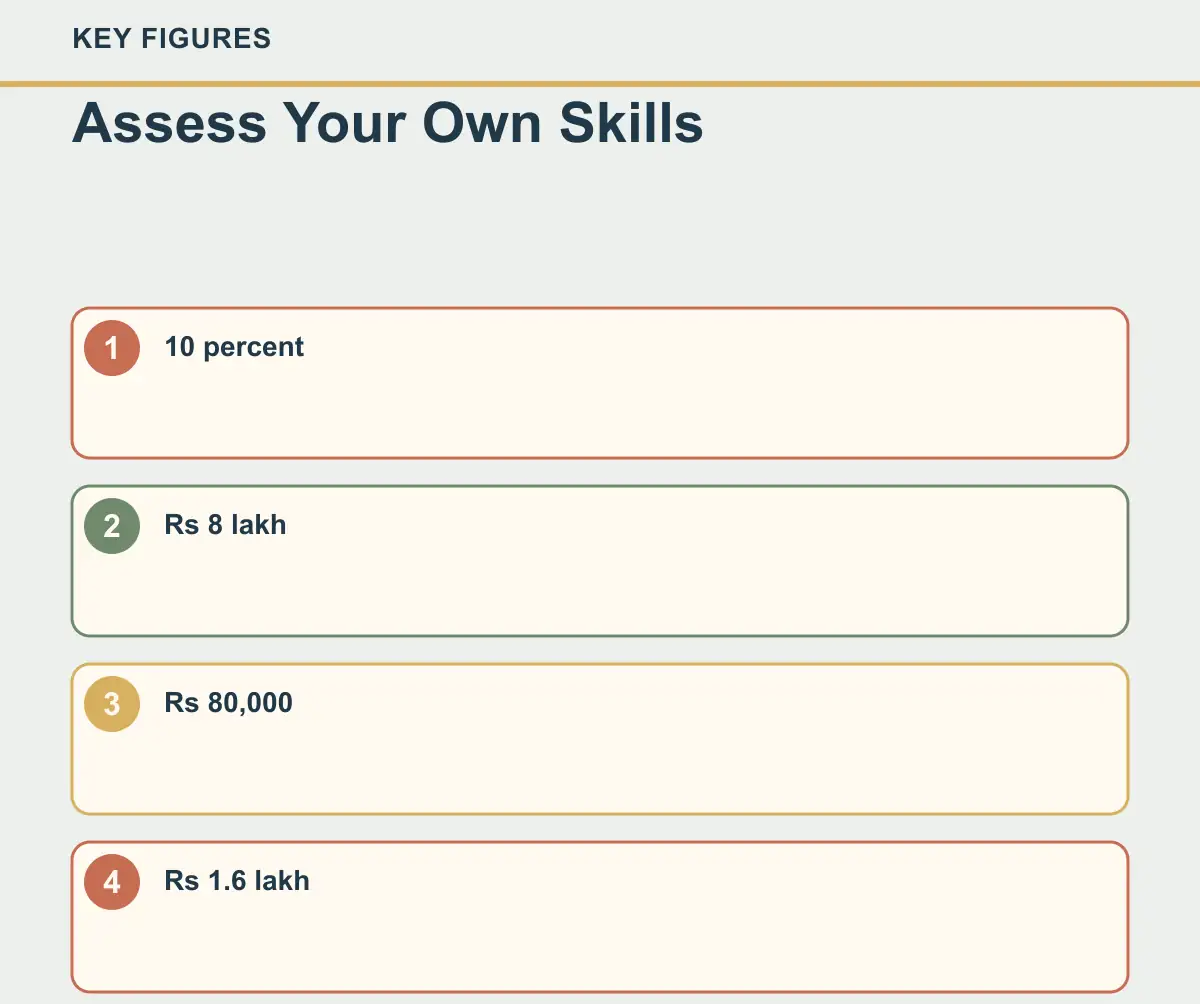 KEY FIGURES
Assess Your Own Skills
1 10 percent
2 Rs 8 lakh
3 Rs 80,000
4 Rs 1.6 lakh